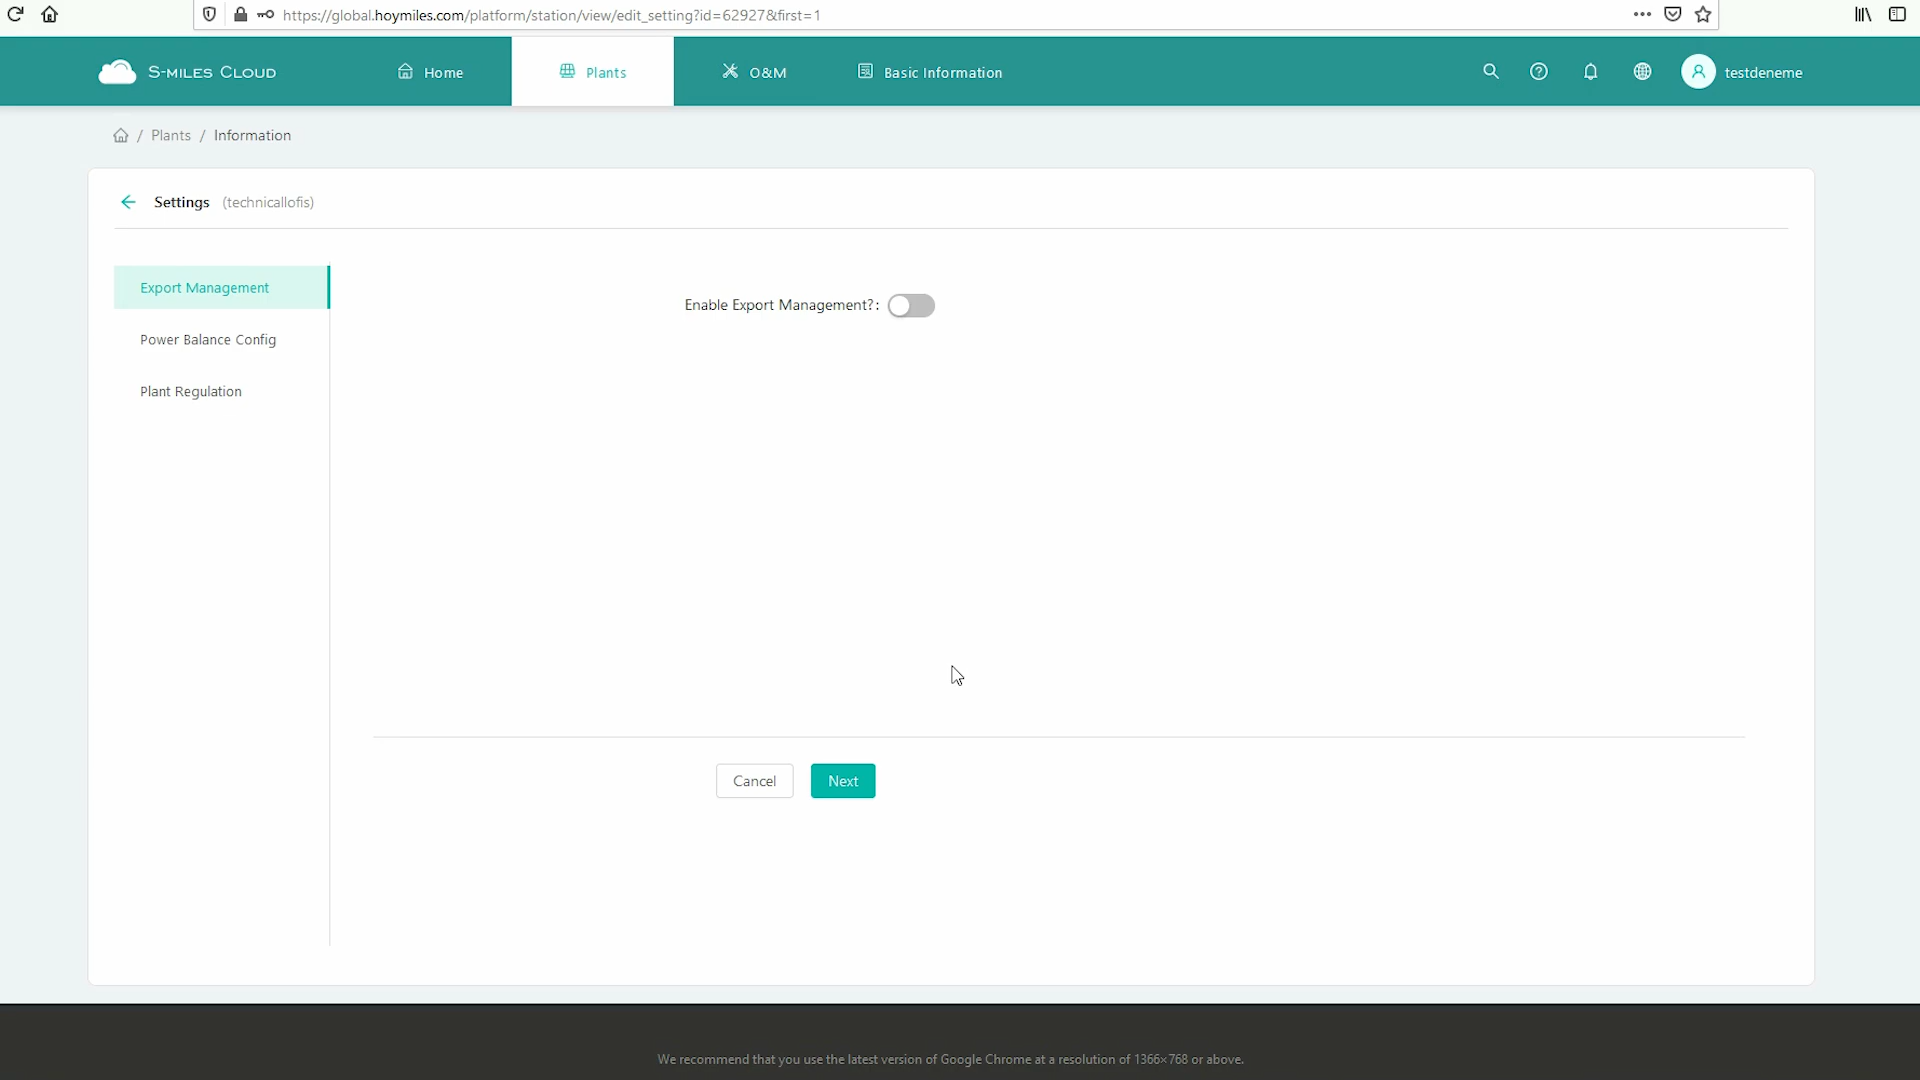 https://global.hoymiles.com/platform/station/view/edit_setting?id=62927&first=1
S-MILES CLOUD
Home
Plants
O&M
Basic Information
testdeneme
/ Plants / Information
Settings (technicallofis)
Export Management
Enable Export Management?:
Power Balance Config
Plant Regulation
Cancel
Next
We recommend that you use the latest version of Google Chrome at a resolution of 1366×768 or above.